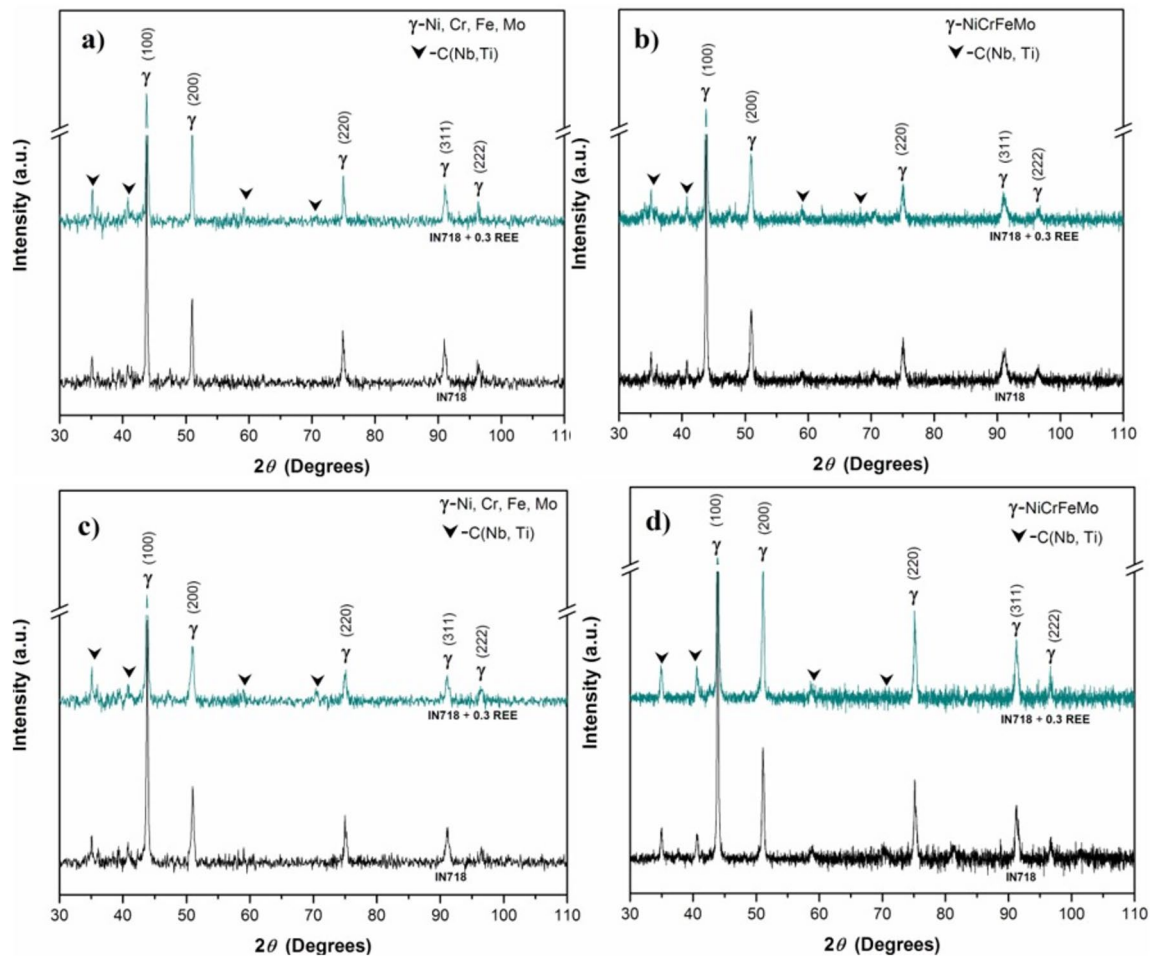 a)
γ-Ni, Cr, Fe, Mo
-C(Nb,Ti)
γ (100)
γ (200)
γ (220)
γ (311)
γ (222)
IN718 + 0.3 REE
IN718
Intensity (a.u.)
30 40 50 60 70 80 90 100 110
2θ (Degrees)
b)
γ-NiCrFeMo
-C(Nb, Ti)
γ (100)
γ (200)
γ (220)
γ (311)
γ (222)
IN718 + 0.3 REE
IN718
Intensity (a.u.)
30 40 50 60 70 80 90 100 110
2θ (Degrees)
c)
γ-Ni, Cr, Fe, Mo
-C(Nb, Ti)
γ (100)
γ (200)
γ (220)
γ (311)
γ (222)
IN718 + 0.3 REE
IN718
Intensity (a.u.)
30 40 50 60 70 80 90 100 110
2θ (Degrees)
d)
γ-NiCrFeMo
-C(Nb, Ti)
γ (100)
γ (200)
γ (220)
γ (311)
γ (222)
IN718 + 0.3 REE
IN718
Intensity (a.u.)
30 40 50 60 70 80 90 100 110
2θ (Degrees)